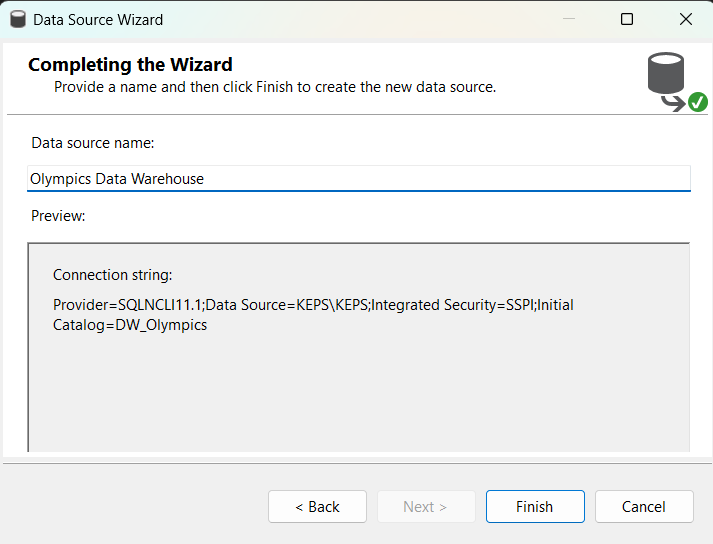 Data Source Wizard
Completing the Wizard
Provide a name and then click Finish to create the new data source.
Data source name:
Olympics Data Warehouse
Preview:
Connection string:
Provider=SQLNCLI11.1;Data Source=KEPS\KEPS;Integrated Security=SSPI;Initial
Catalog=DW_Olympics
< Back
Next >
Finish
Cancel